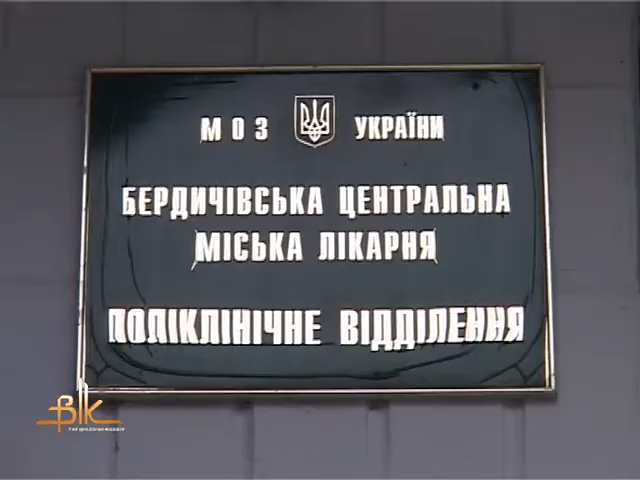 МОЗ УКРАЇНИ
БЕРДИЧІВСЬКА ЦЕНТРАЛЬНА
МІСЬКА ЛІКАРНЯ
ПОЛІКЛІНІЧНЕ ВІДДІЛЕННЯ
ВІК